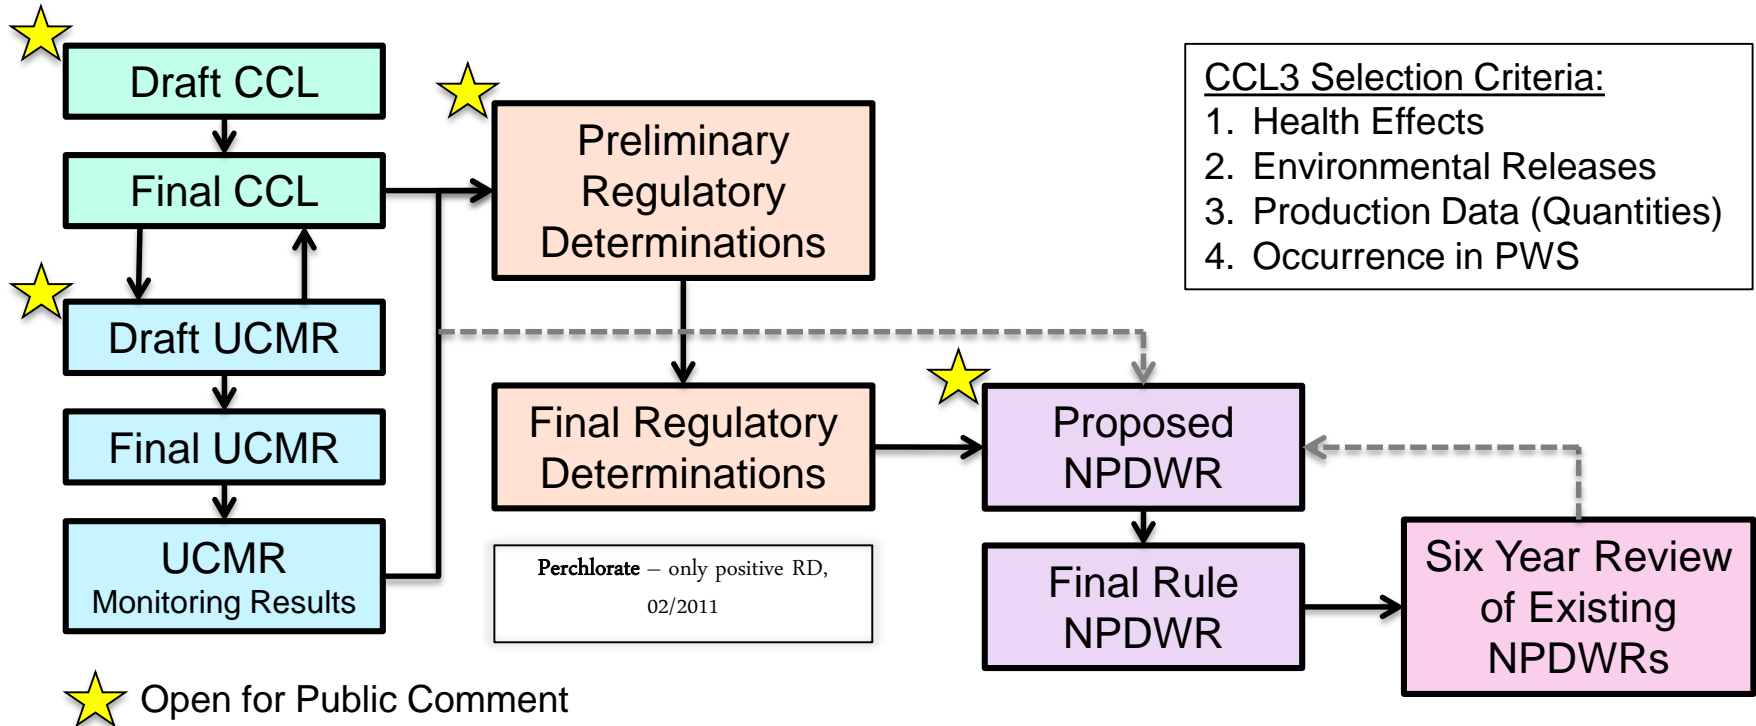 Draft CCL
Final CCL
Draft UCMR
Final UCMR
UCMR
Monitoring Results
Preliminary
Regulatory
Determinations
Final Regulatory
Determinations
Perchlorate – only positive RD,
02/2011
Proposed
NPDWR
Final Rule
NPDWR
Six Year Review
of Existing
NPDWRs
CCL3 Selection Criteria:
1. Health Effects
2. Environmental Releases
3. Production Data (Quantities)
4. Occurrence in PWS
Open for Public Comment